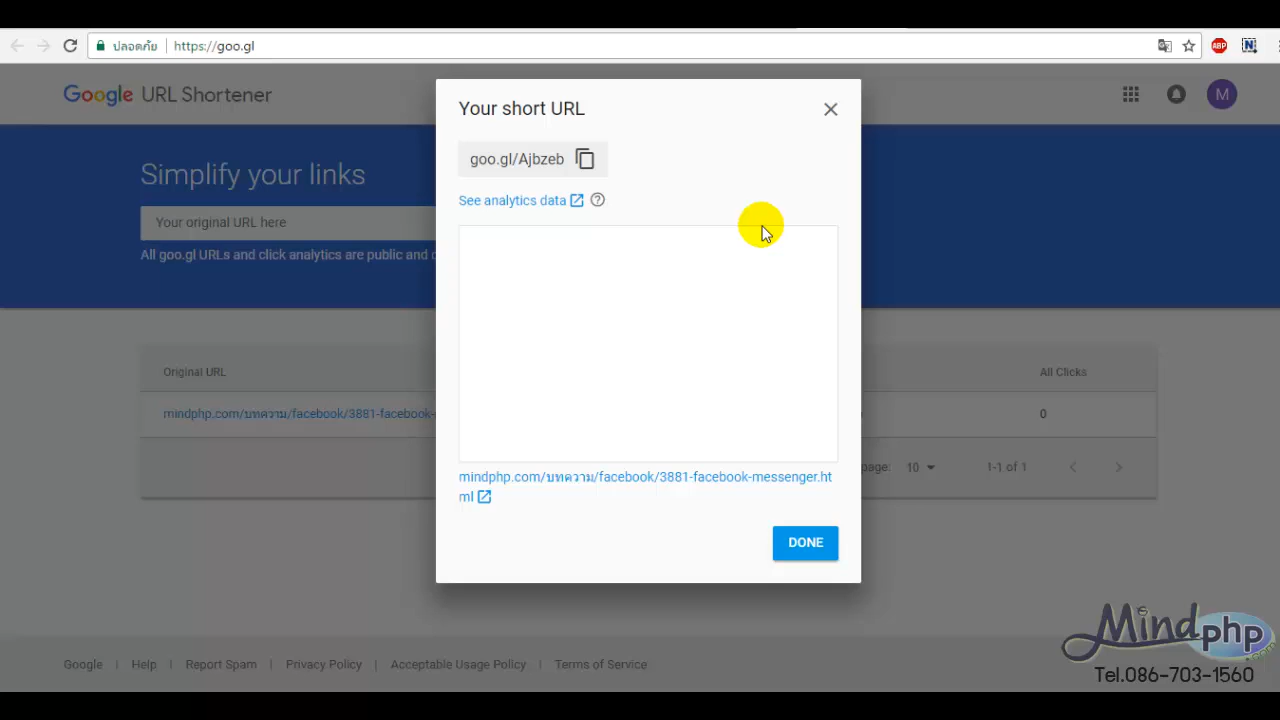 ปลอดภัย https://goo.gl
ABP
N
Google URL Shortener
M
Your short URL
goo.gl/Ajbzeb
See analytics data
Simplify your links
Your original URL here
All goo.gl URLs and click analytics are public and
Original URL
All Clicks
mindphp.com/บทความ/facebook/3881-facebook-
0
page: 10 1-1 of 1
mindphp.com/บทความ/facebook/3881-facebook-messenger.ht
ml
DONE
Google | Help | Report Spam | Privacy Policy | Acceptable Usage Policy | Terms of Service
Mindphp.com
Tel.086-703-1560